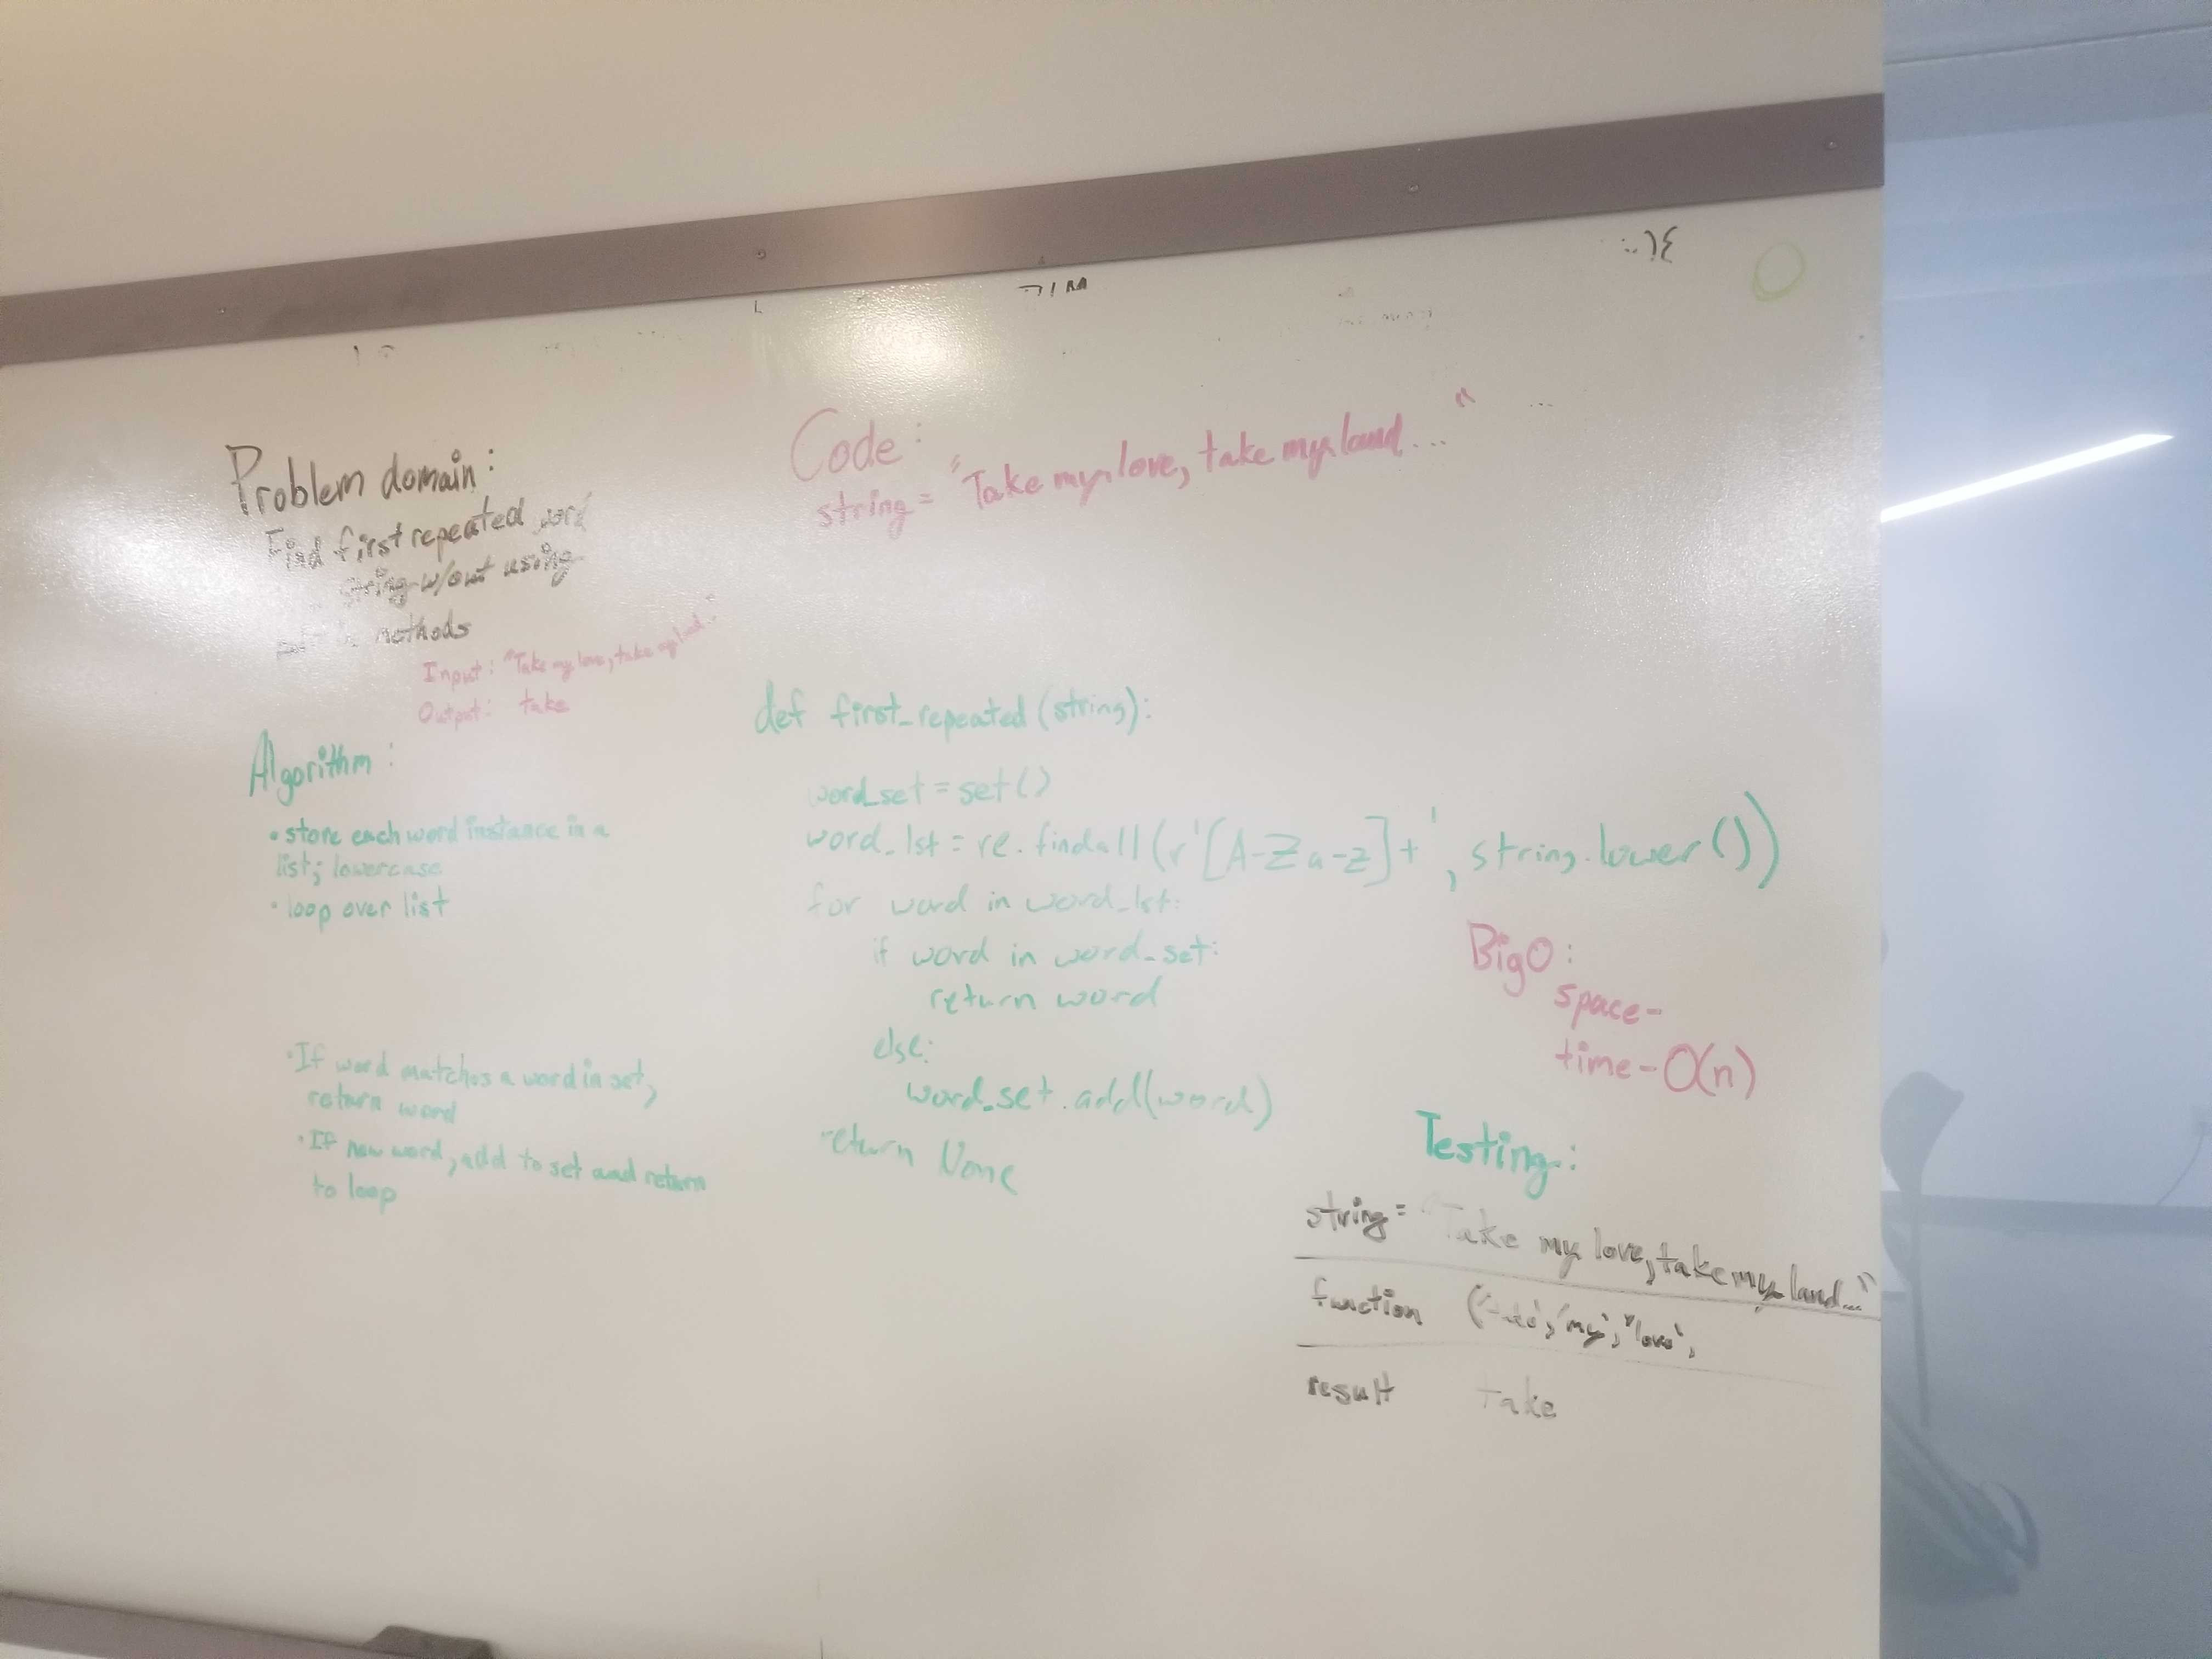 Problem domain:
Find first repeated word
string w/out using
methods
Input: "Take my love, take my land..."
Output: take
Algorithm:
• store each word instance in a
list; lowercase
• loop over list
• If word matches a word in set,
return word
• If new word, add to set and return
to loop
Code:
string = "Take my love, take my land..."
def first_repeated (string):
word_set = set()
word_lst = re.findall(r'[A-Za-z]+', string.lower())
for word in word_lst:
if word in word_set:
return word
else:
word_set.add(word)
return None
Big O:
space-
time-O(n)
Testing:
string = "Take my love, take my land..."
function 'my', "love',
result Take